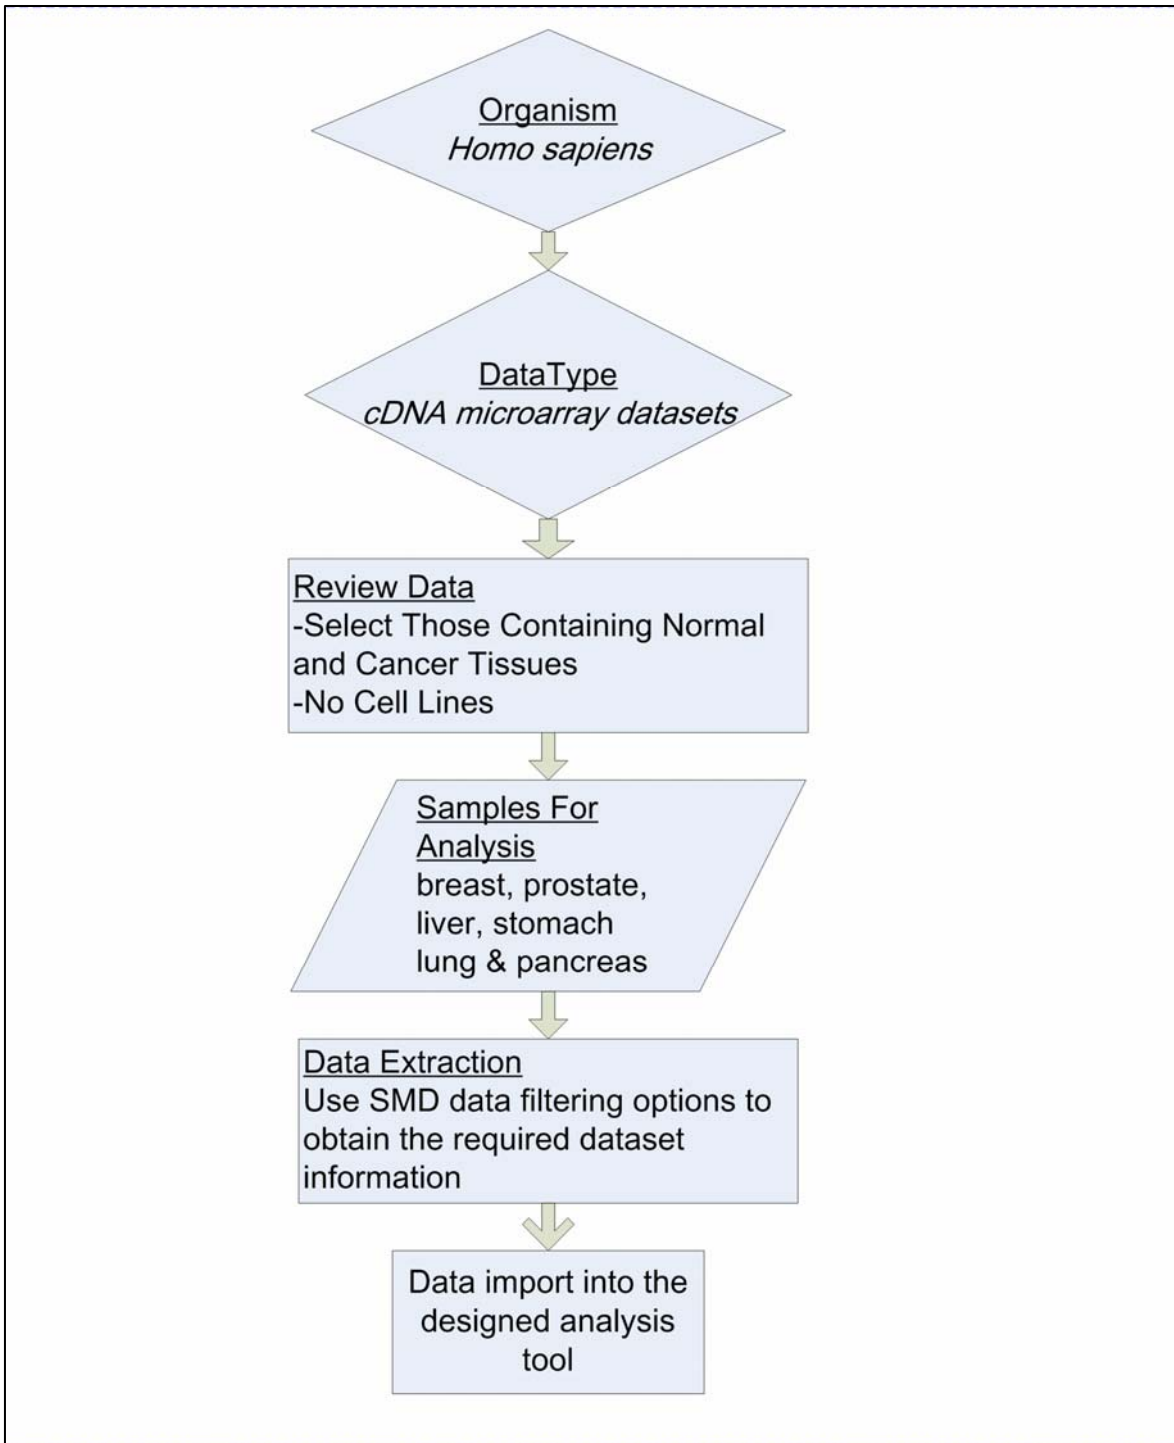 Organism
Homo sapiens
DataType
cDNA microarray datasets
Review Data
-Select Those Containing Normal
and Cancer Tissues
-No Cell Lines
Samples For
Analysis
breast, prostate,
liver, stomach
lung & pancreas
Data Extraction
Use SMD data filtering options to
obtain the required dataset
information
Data import into the
designed analysis
tool